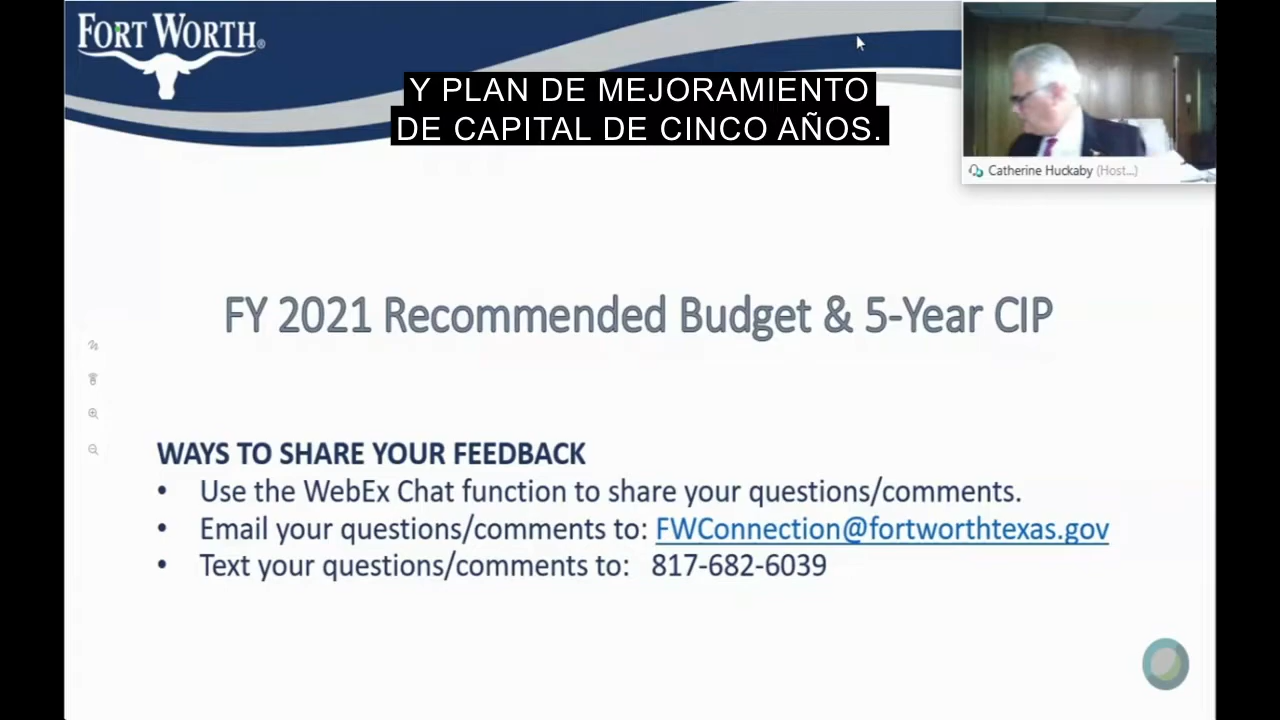 FORT WORTH®
Y PLAN DE MEJORAMIENTO
DE CAPITAL DE CINCO AÑOS.
Catherine Huckaby (Host...)
FY 2021 Recommended Budget & 5-Year CIP
WAYS TO SHARE YOUR FEEDBACK
• Use the WebEx Chat function to share your questions/comments.
• Email your questions/comments to: FWConnection@fortworthtexas.gov
• Text your questions/comments to: 817-682-6039